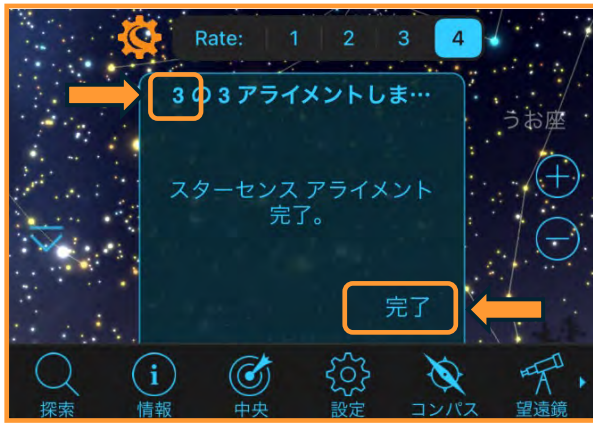 Rate: 1 2 3 4
3 の 3 アライメントしま…
うお座
スターセンス アライメント
完了。
完了
探索 情報 中央 設定 コンパス 望遠鏡